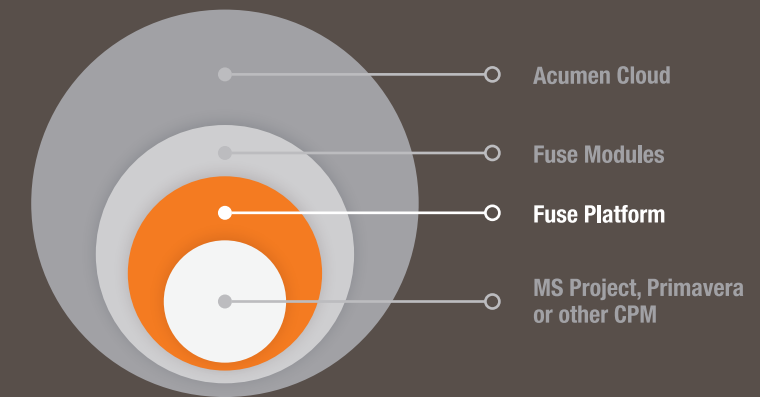 Acumen Cloud
Fuse Modules
Fuse Platform
MS Project, Primavera
or other CPM